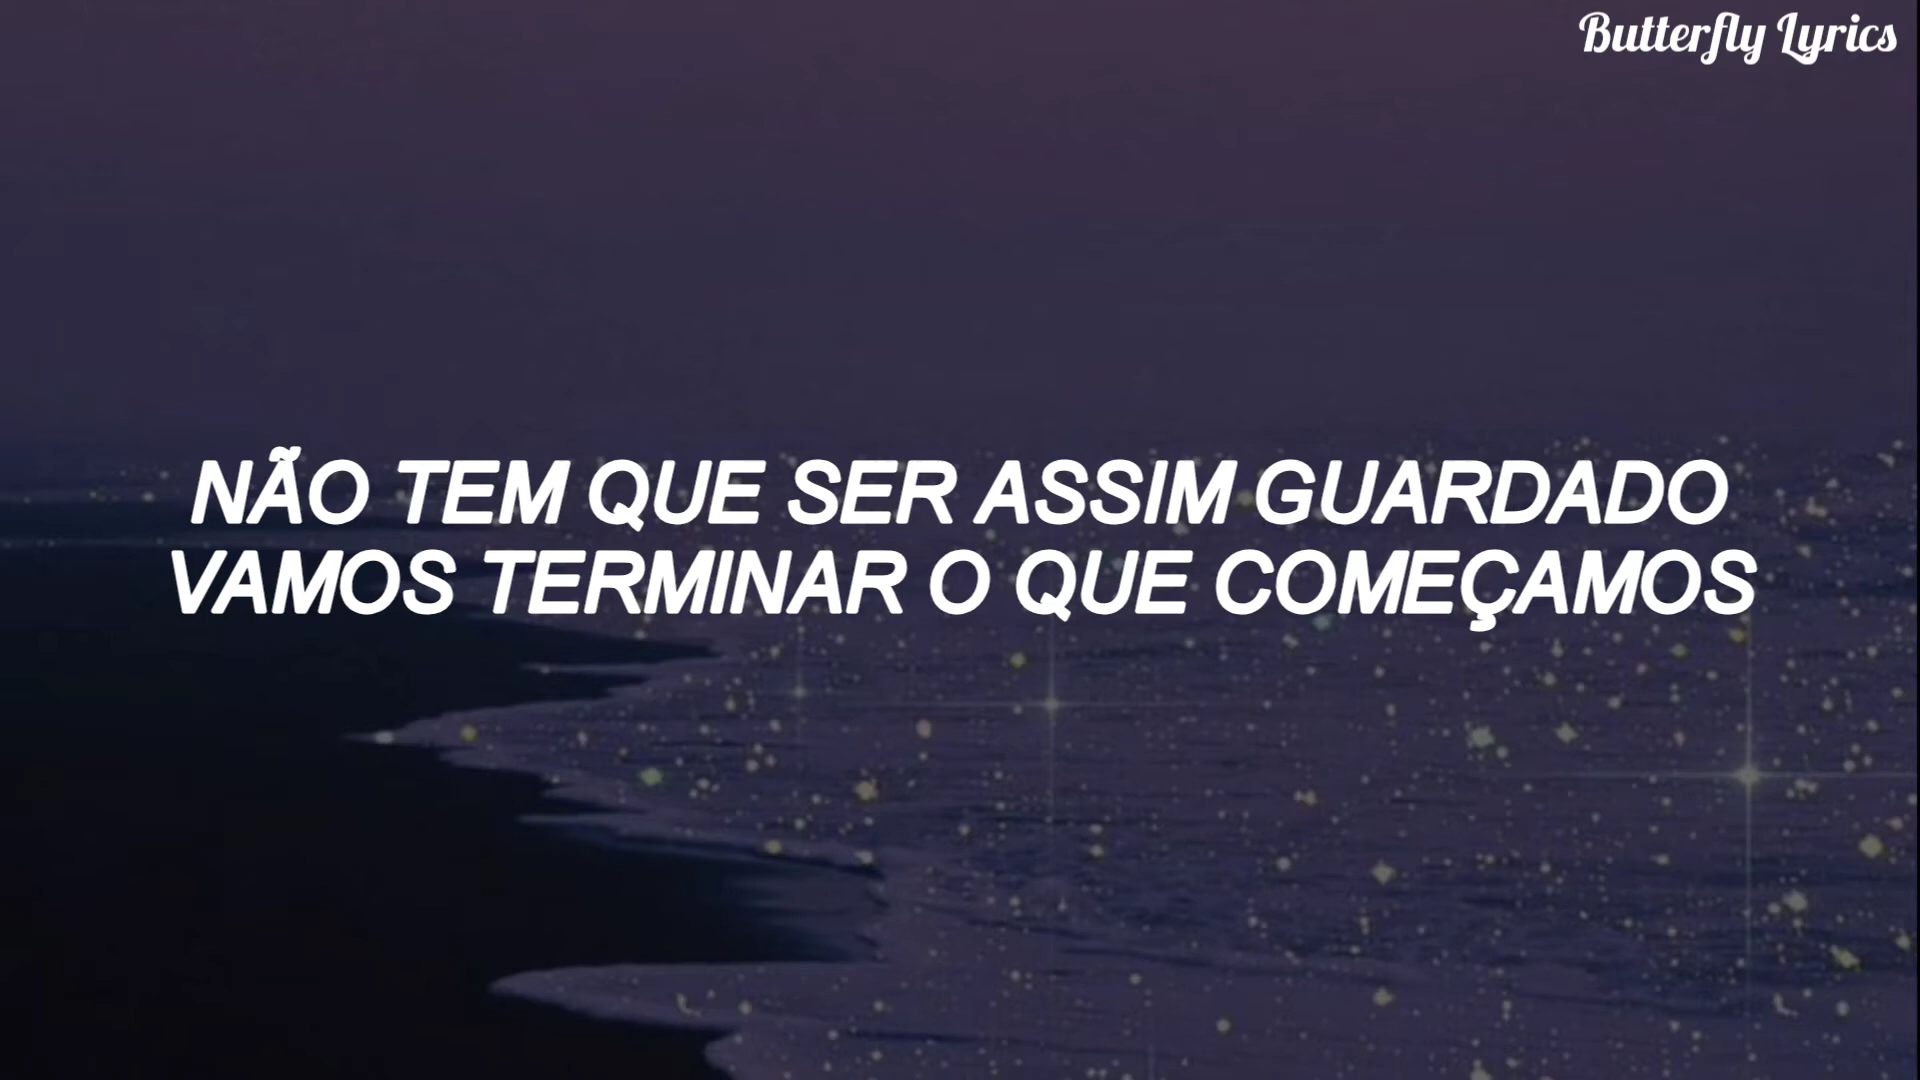 Butterfly Lyrics
NÃO TEM QUE SER ASSIM GUARDADO
VAMOS TERMINAR O QUE COMEÇAMOS